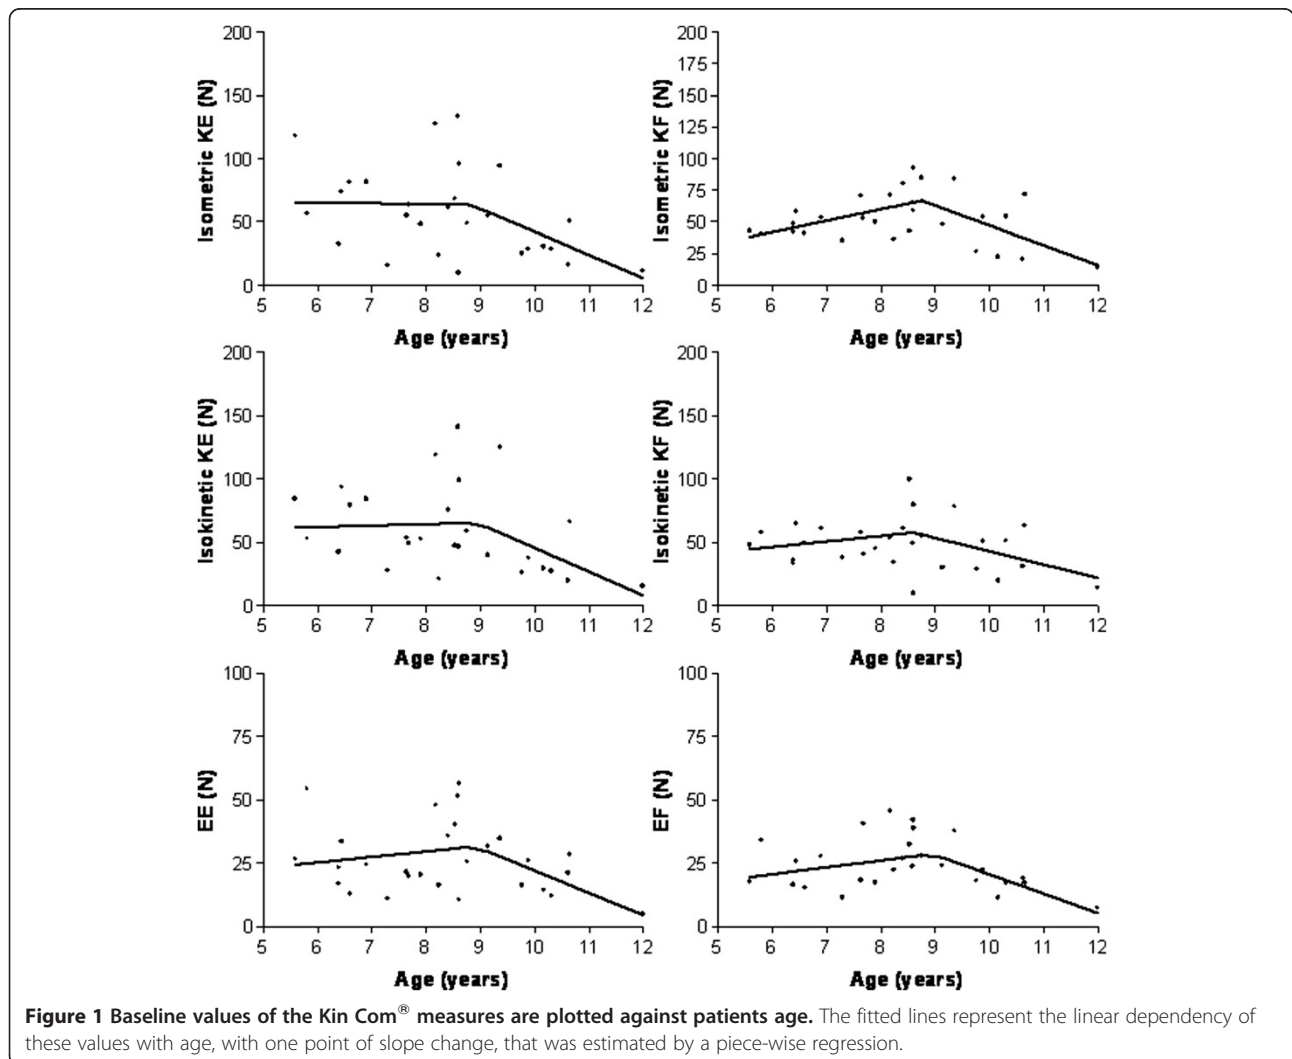 200
150
100
50
0
Isometric KE (N)
5 6 7 8 9 10 11 12
Age (years)
200
175
150
125
100
75
50
25
0
Isometric KF (N)
5 6 7 8 9 10 11 12
Age (years)
200
150
100
50
0
Isokinetic KE (N)
5 6 7 8 9 10 11 12
Age (years)
200
150
100
50
0
Isokinetic KF (N)
5 6 7 8 9 10 11 12
Age (years)
100
75
50
25
0
EE (N)
5 6 7 8 9 10 11 12
Age (years)
100
75
50
25
0
EF (N)
5 6 7 8 9 10 11 12
Age (years)
Figure 1 Baseline values of the Kin Com® measures are plotted against patients age. The fitted lines represent the linear dependency of
these values with age, with one point of slope change, that was estimated by a piece-wise regression.